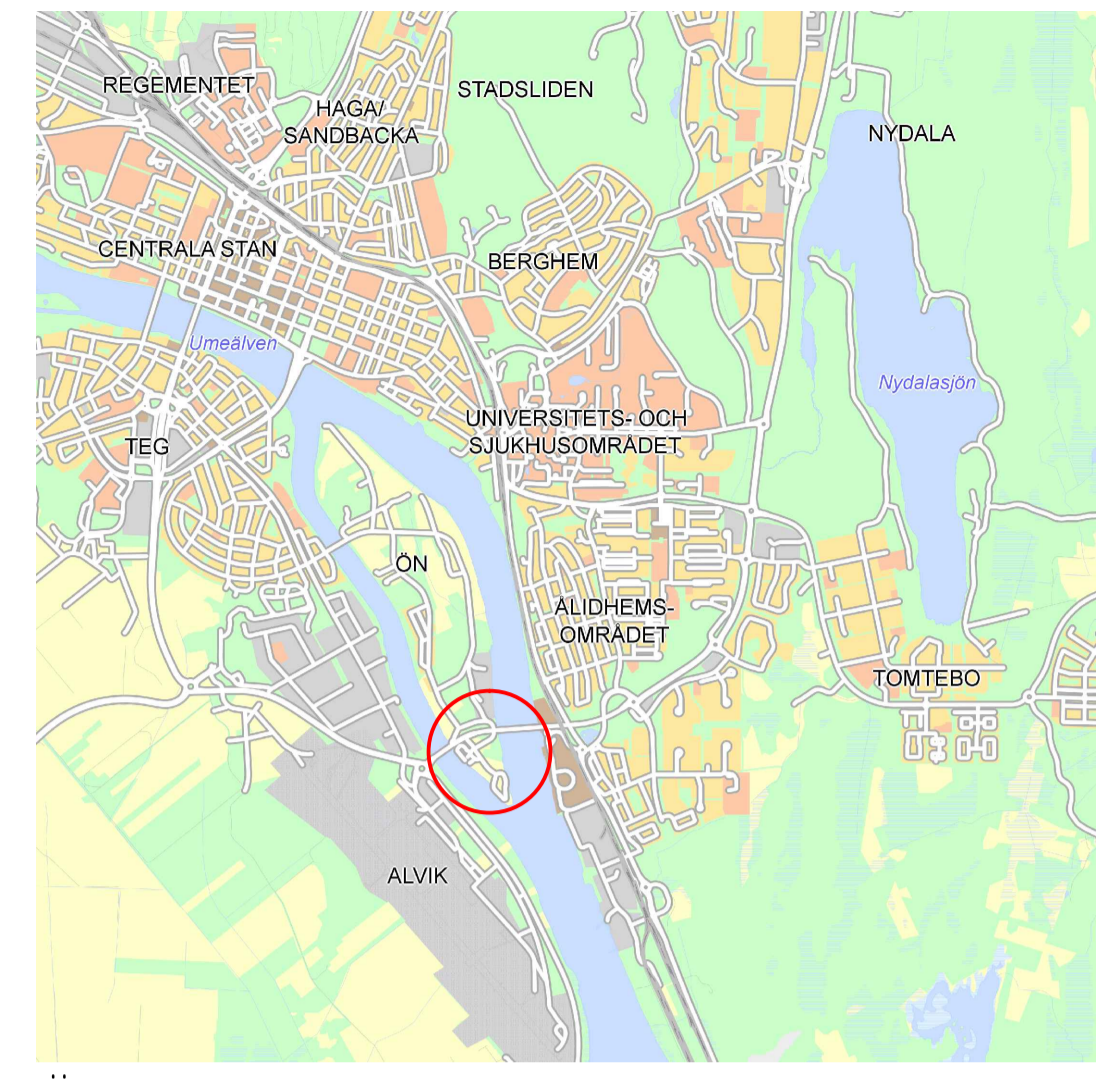 REGEMENTET
HAGA/
SANDBACKA
STADSLIDEN
NYDALA
CENTRALA STAN
BERGHEM
Umeälven
Nydalasjön
TEG
UNIVERSITETS- OCH
SJUKHUSOMRÅDET
ÖN
ÅLIDHEMS-
OMRÅDET
TOMTEBO
ALVIK